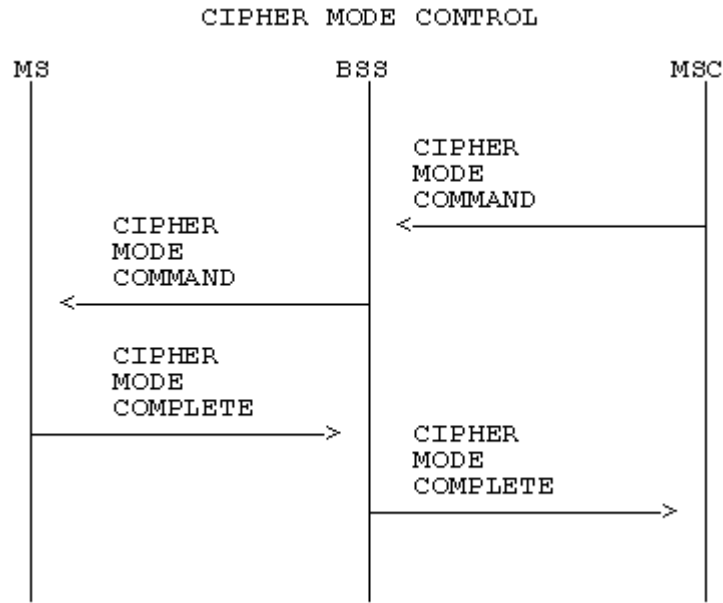 CIPHER MODE CONTROL
MS BSS MSC
CIPHER
MODE
COMMAND
CIPHER
MODE
COMMAND
CIPHER
MODE
COMPLETE
CIPHER
MODE
COMPLETE